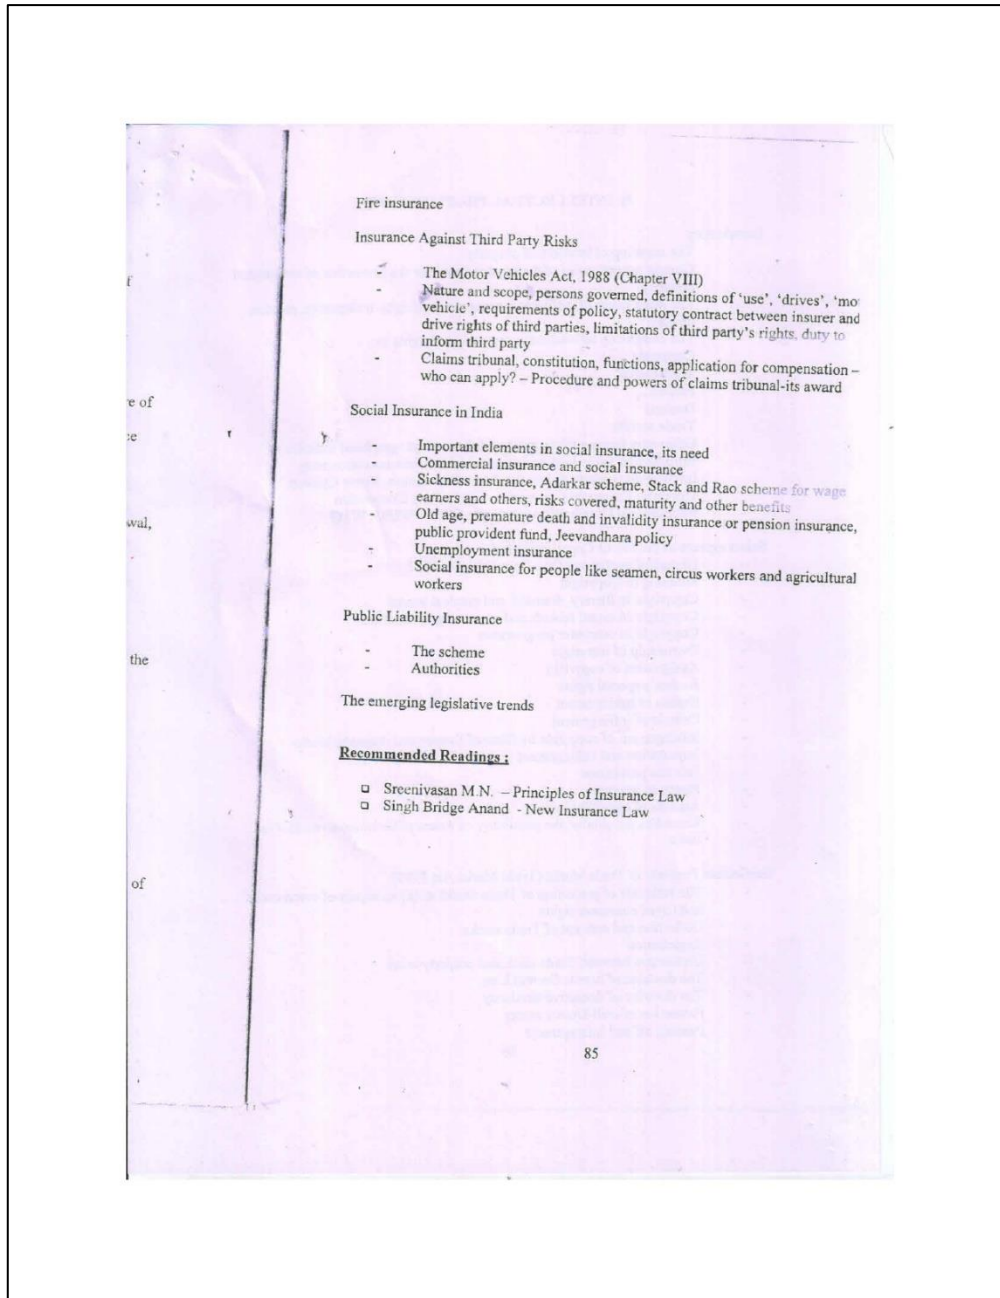 Fire insurance
Insurance Against Third Party Risks
- The Motor Vehicles Act, 1988 (Chapter VIII)
- Nature and scope, persons governed, definitions of 'use', 'drives', 'mo
vehicle', requirements of policy, statutory contract between insurer and
drive rights of third parties, limitations of third party's rights, duty to
inform third party
- Claims tribunal, constitution, functions, application for compensation –
who can apply? – Procedure and powers of claims tribunal-its award
Social Insurance in India
- Important elements in social insurance, its need
- Commercial insurance and social insurance
- Sickness insurance, Adarkar scheme, Stack and Rao scheme for wage
earners and others, risks covered, maturity and other benefits
- Old age, premature death and invalidity insurance or pension insurance,
public provident fund, Jeevandhara policy
- Unemployment insurance
- Social insurance for people like seamen, circus workers and agricultural
workers
Public Liability Insurance
- The scheme
- Authorities
The emerging legislative trends
Recommended Readings :
❑ Sreenivasan M.N. – Principles of Insurance Law
❑ Singh Bridge Anand - New Insurance Law
85
f
e of
wal,
the
of